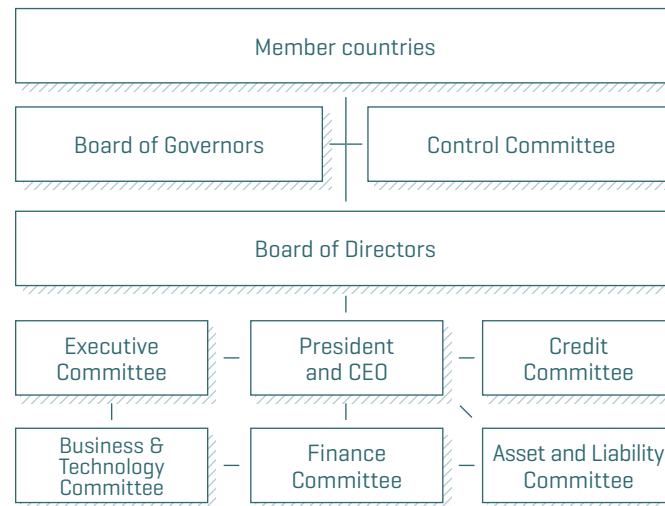 Member countries
Board of Governors
Control Committee
Board of Directors
Executive
Committee
President
and CEO
Credit
Committee
Business &
Technology
Committee
Finance
Committee
Asset and Liability
Committee